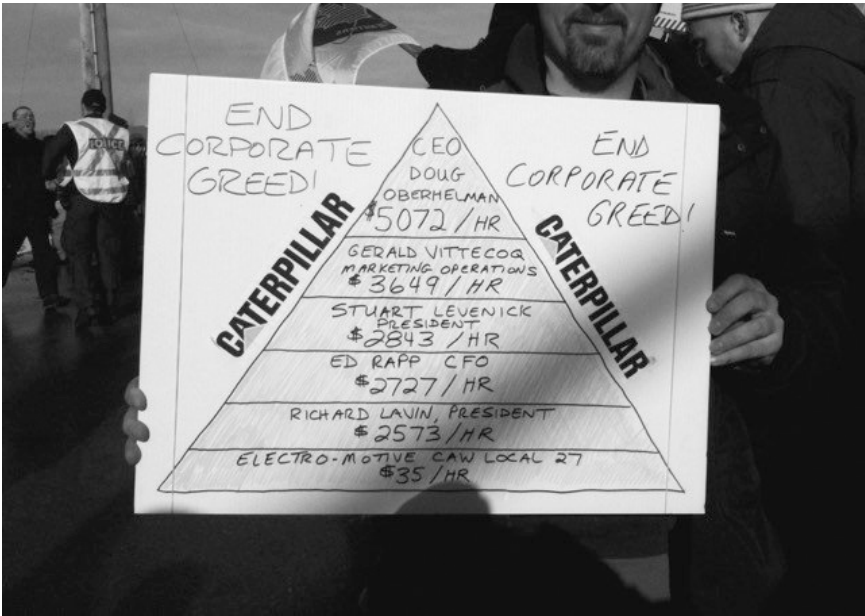 END
CORPORATE
GREED!
CATERPILLAR
CEO
DOUG
OBERHELMAN
$5072/HR
GERALD VITTECOQ
MARKETING OPERATIONS
$3649/HR
STUART LEVENICK
PRESIDENT
$2843/HR
ED RAPP CFO
$2727/HR
RICHARD LAVIN, PRESIDENT
$2573/HR
ELECTRO-MOTIVE CAW LOCAL 27
$35/HR
END
CORPORATE
GREED!
CATERPILLAR
POLICE